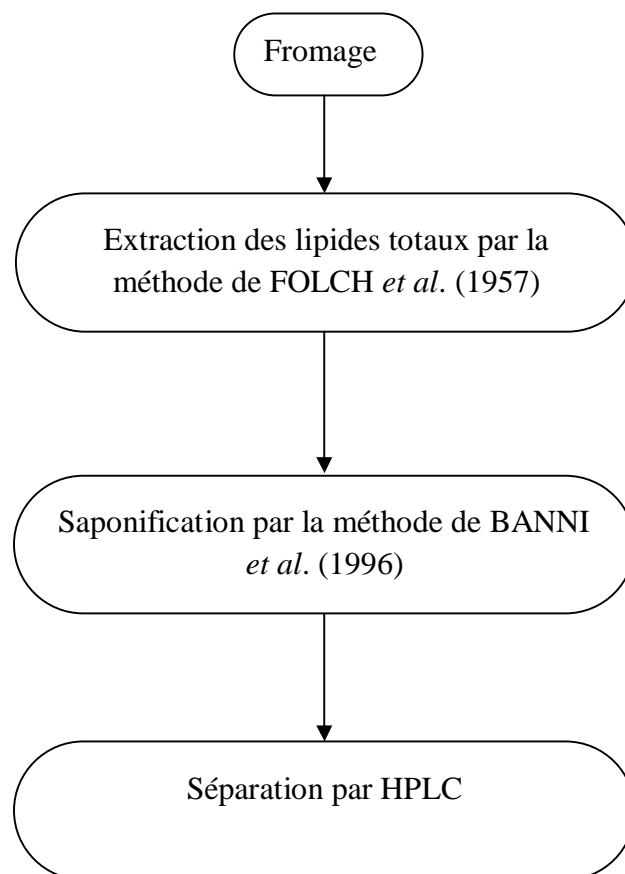 Fromage
Extraction des lipides totaux par la
méthode de FOLCH et al. (1957)
Saponification par la méthode de BANNI
et al. (1996)
Séparation par HPLC